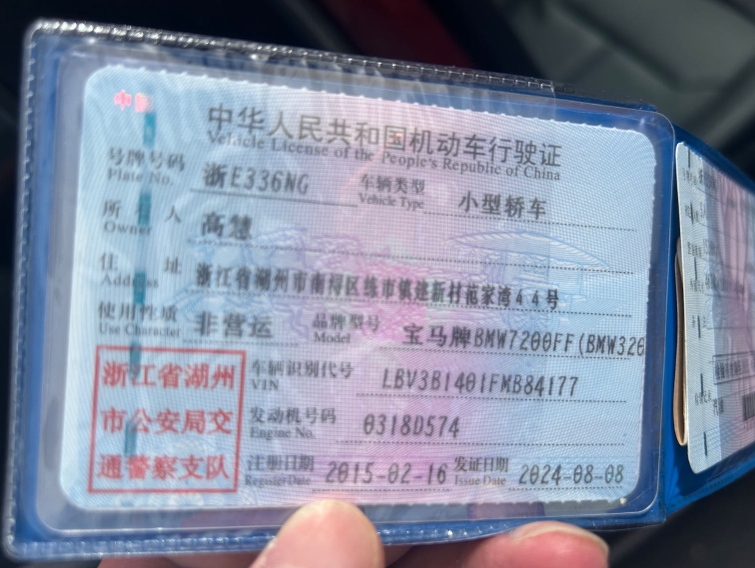 中华人民共和国机动车行驶证
Vehicle License of the People's Republic of China
号牌号码 浙E336NG 车辆类型 小型轿车
Plate No. Vehicle Type
所有人 高慧
Owner
住址 浙江省湖州市南浔区练市镇建新村范家湾44号
Address
使用性质 非营运 品牌型号 宝马牌BMW7200FF(BMW320
Use Character Model
浙江省湖州
市公安局交
通警察支队
车辆识别代号 LBV3B1401FMB84177
VIN
发动机号码 0318D574
Engine No.
注册日期 2015-02-16 发证日期 2024-08-08
Register Date Issue Date